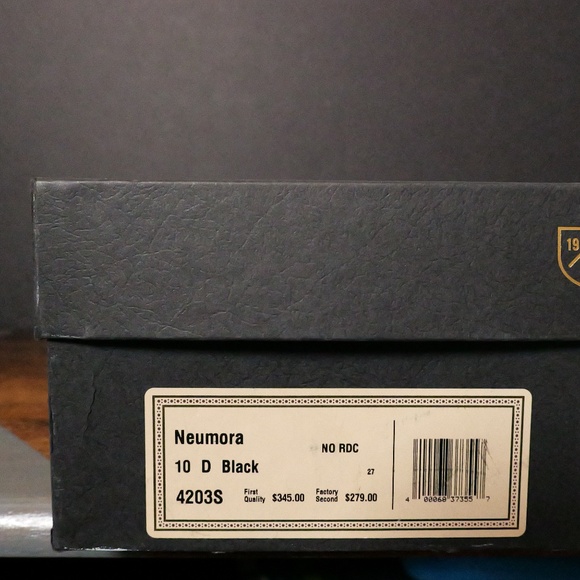 19
Neumora
NO RDC
10 D Black
27
4203S First Quality $345.00 Factory Second $279.00
4 00068 37355 7